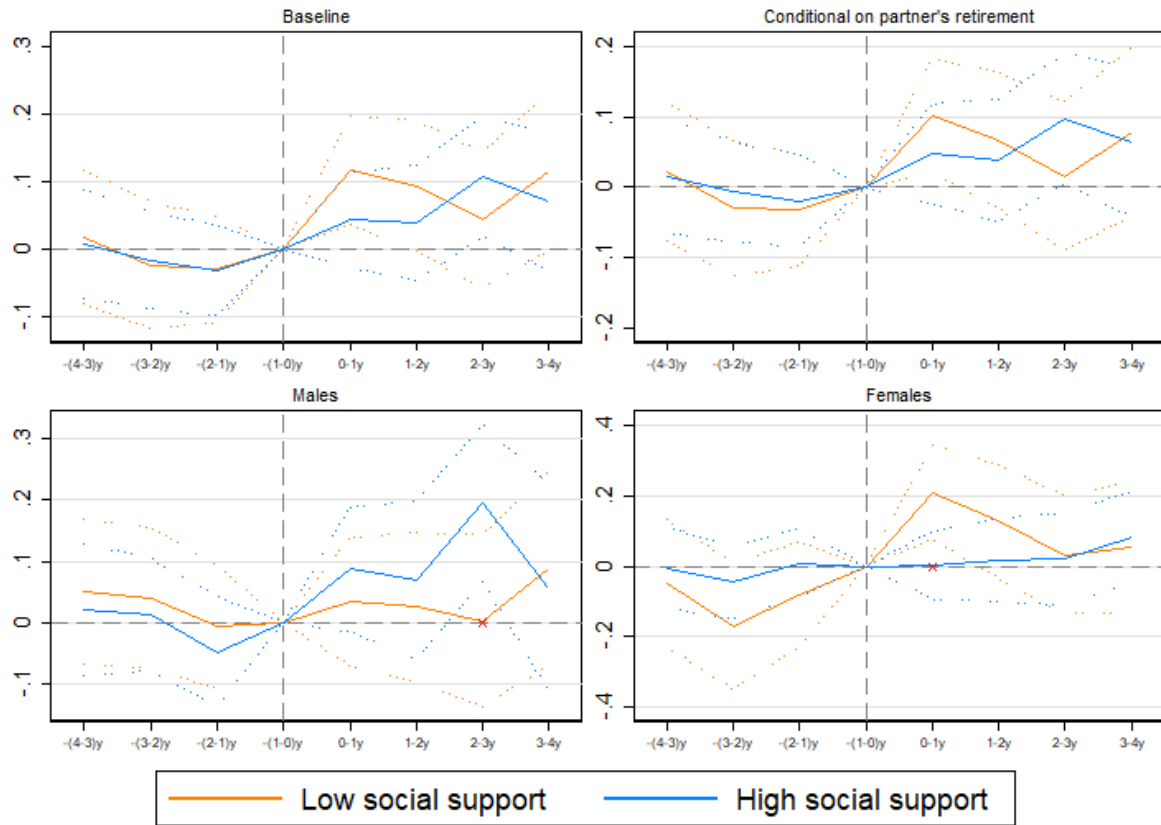 Baseline
.3
.2
.1
0
-.1
-(4-3)y -(3-2)y -(2-1)y -(1-0)y 0-1y 1-2y 2-3y 3-4y
Conditional on partner's retirement
.2
.1
0
-.1
-.2
-(4-3)y -(3-2)y -(2-1)y -(1-0)y 0-1y 1-2y 2-3y 3-4y
Males
.3
.2
.1
0
-.1
-(4-3)y -(3-2)y -(2-1)y -(1-0)y 0-1y 1-2y 2-3y 3-4y
Females
.4
.2
0
-.2
-.4
-(4-3)y -(3-2)y -(2-1)y -(1-0)y 0-1y 1-2y 2-3y 3-4y
Low social support High social support